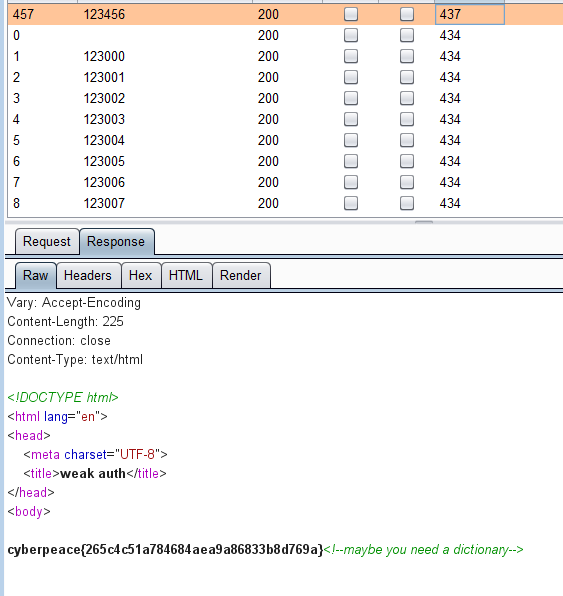 457 123456 200 437
0 200 434
1 123000 200 434
2 123001 200 434
3 123002 200 434
4 123003 200 434
5 123004 200 434
6 123005 200 434
7 123006 200 434
8 123007 200 434
Request Response
Raw Headers Hex HTML Render
Vary: Accept-Encoding
Content-Length: 225
Connection: close
Content-Type: text/html
<!DOCTYPE html>
<html lang="en">
<head>
<meta charset="UTF-8">
<title>weak auth</title>
</head>
<body>
cyberpeace{265c4c51a784684aea9a86833b8d769a}<!--maybe you need a dictionary-->